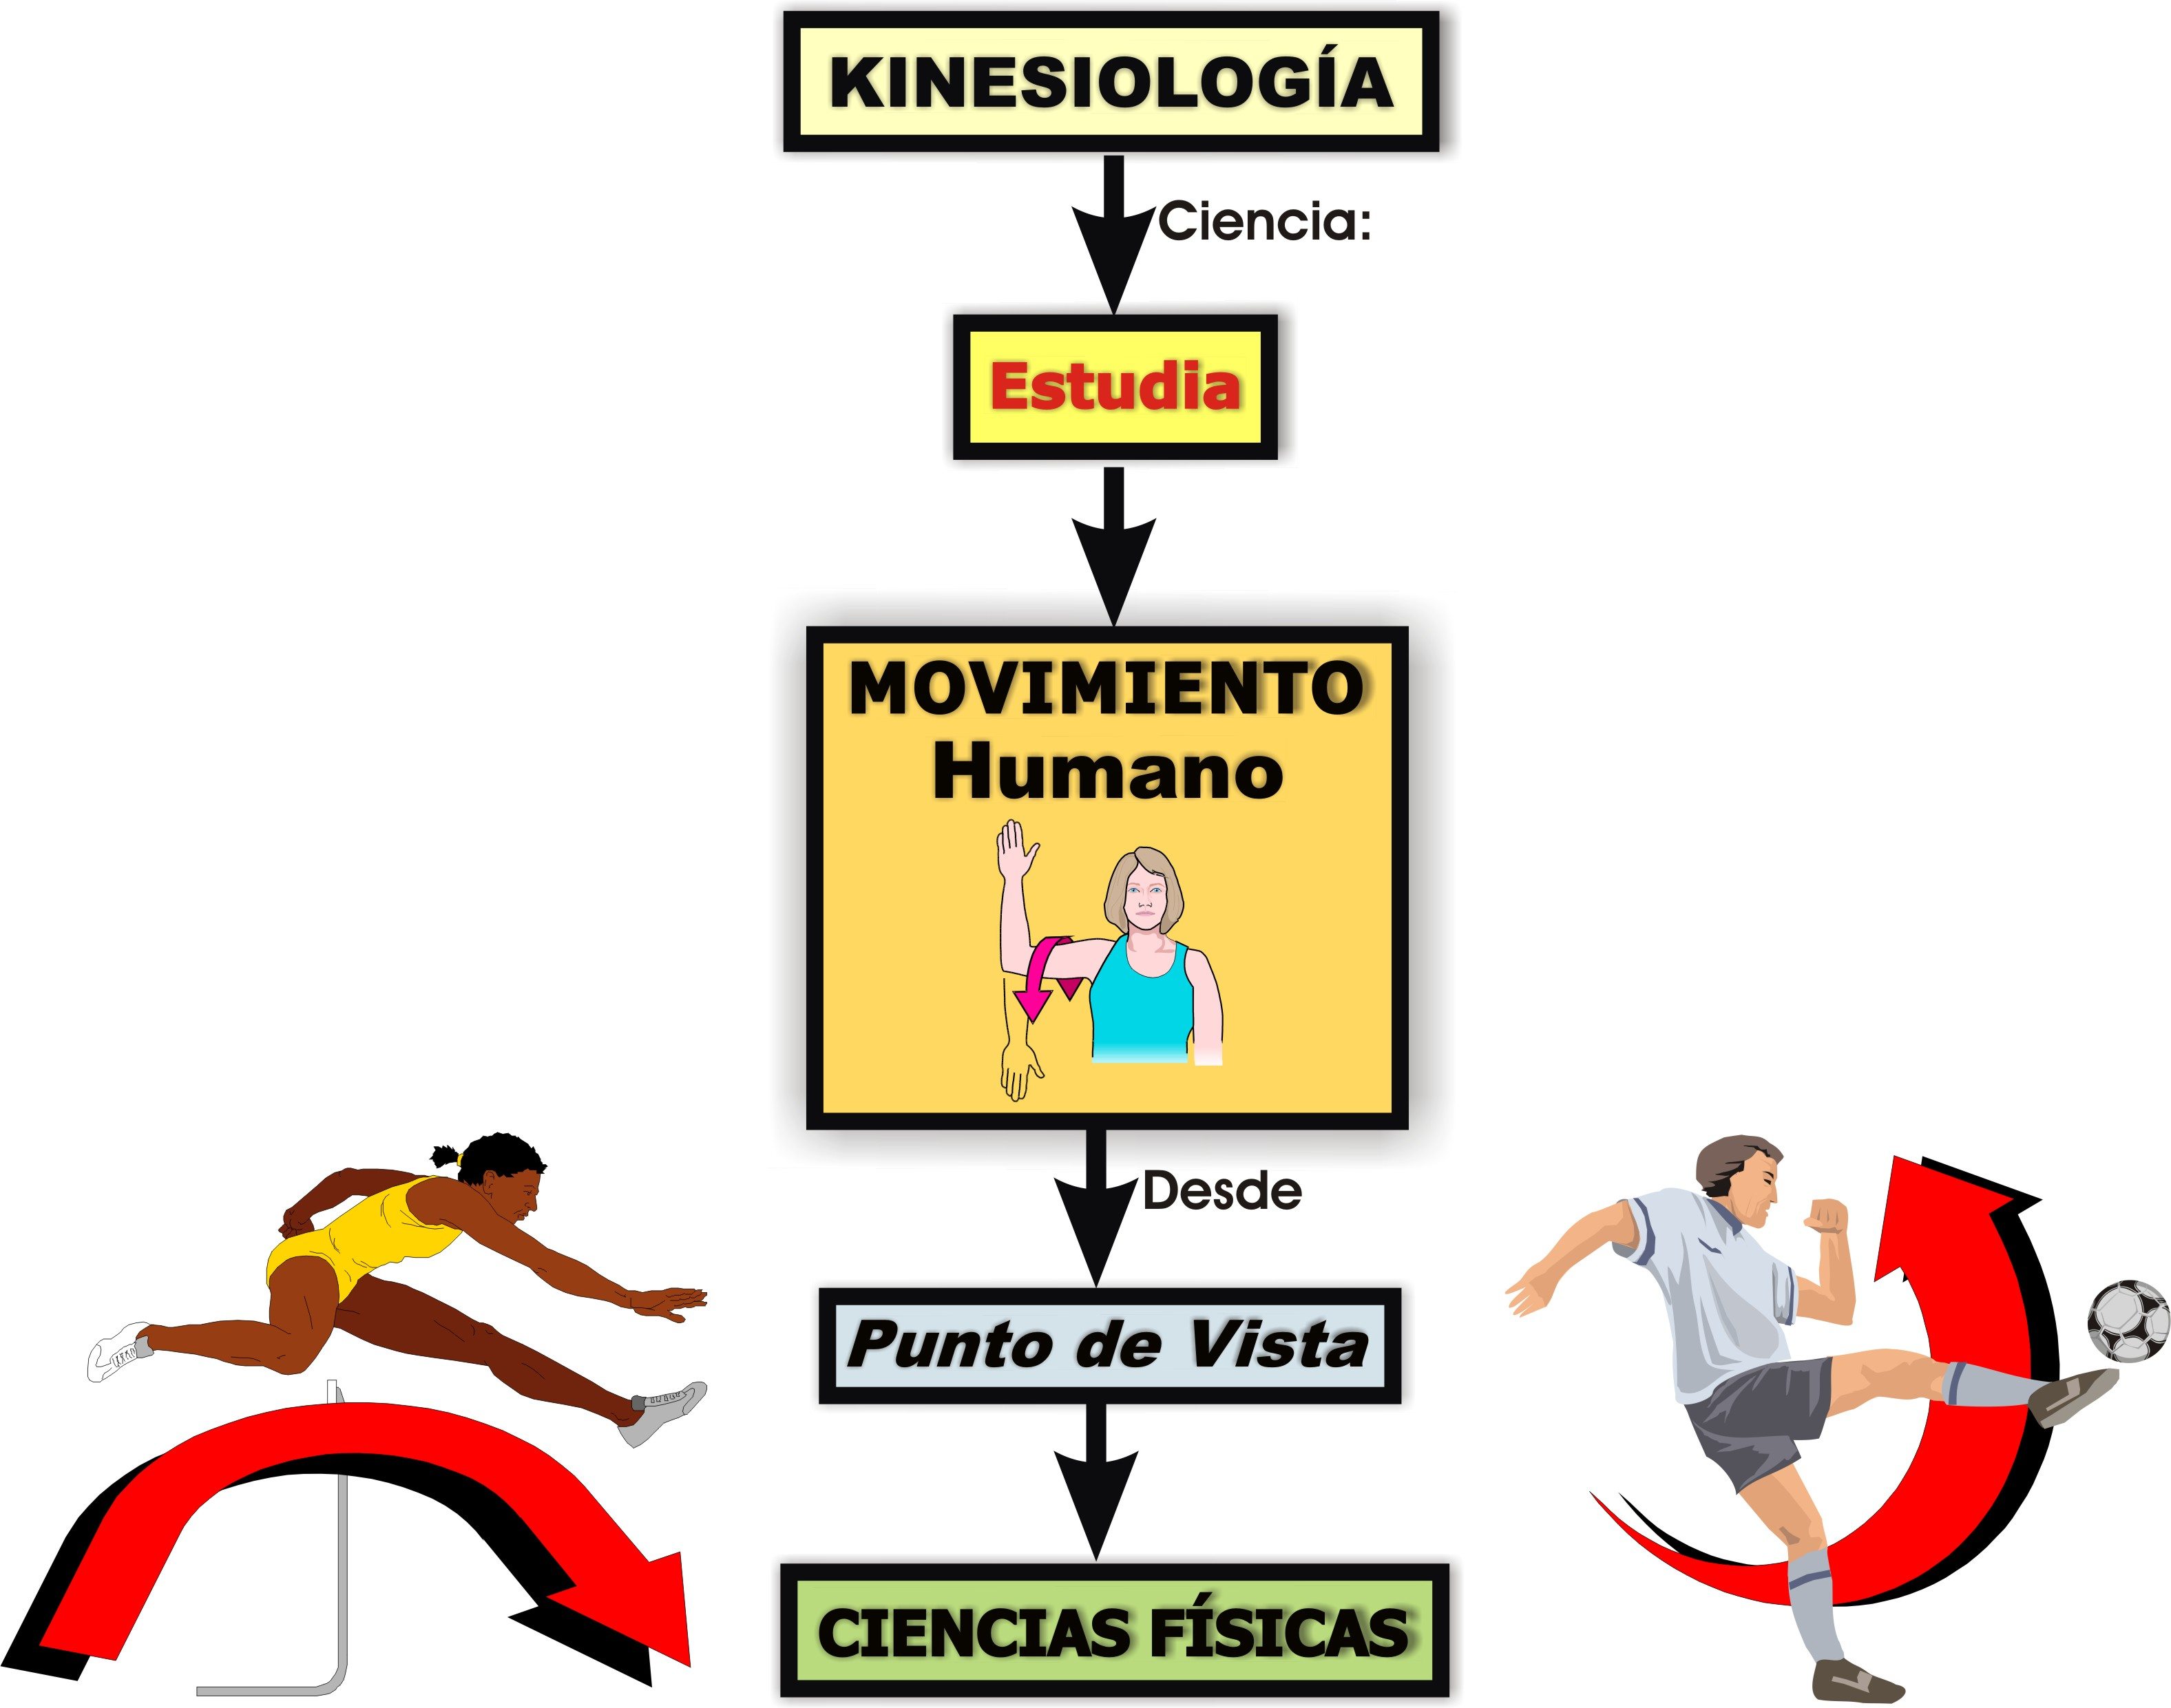 KINESIOLOGÍA
Ciencia:
Estudia
MOVIMIENTO
Humano
Desde
Punto de Vista
CIENCIAS FÍSICAS